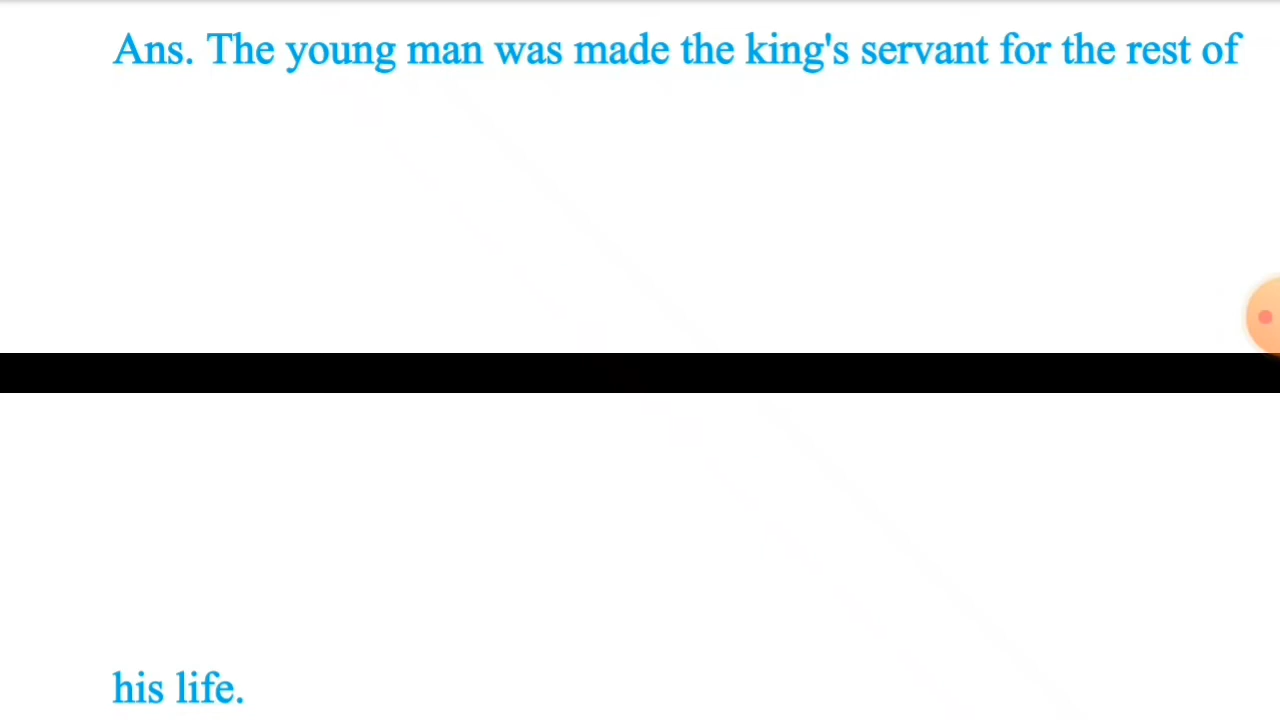 Ans. The young man was made the king's servant for the rest of
his life.